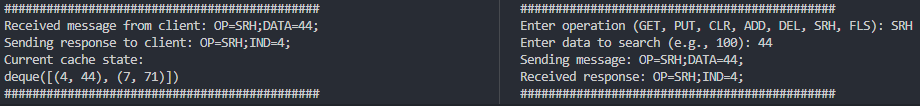 #############################################
Received message from client: OP=SRH;DATA=44;
Sending response to client: OP=SRH;IND=4;
Current cache state:
deque([(4, 44), (7, 71)])
#############################################
#############################################
Enter operation (GET, PUT, CLR, ADD, DEL, SRH, FLS): SRH
Enter data to search (e.g., 100): 44
Sending message: OP=SRH;DATA=44;
Received response: OP=SRH;IND=4;
#############################################